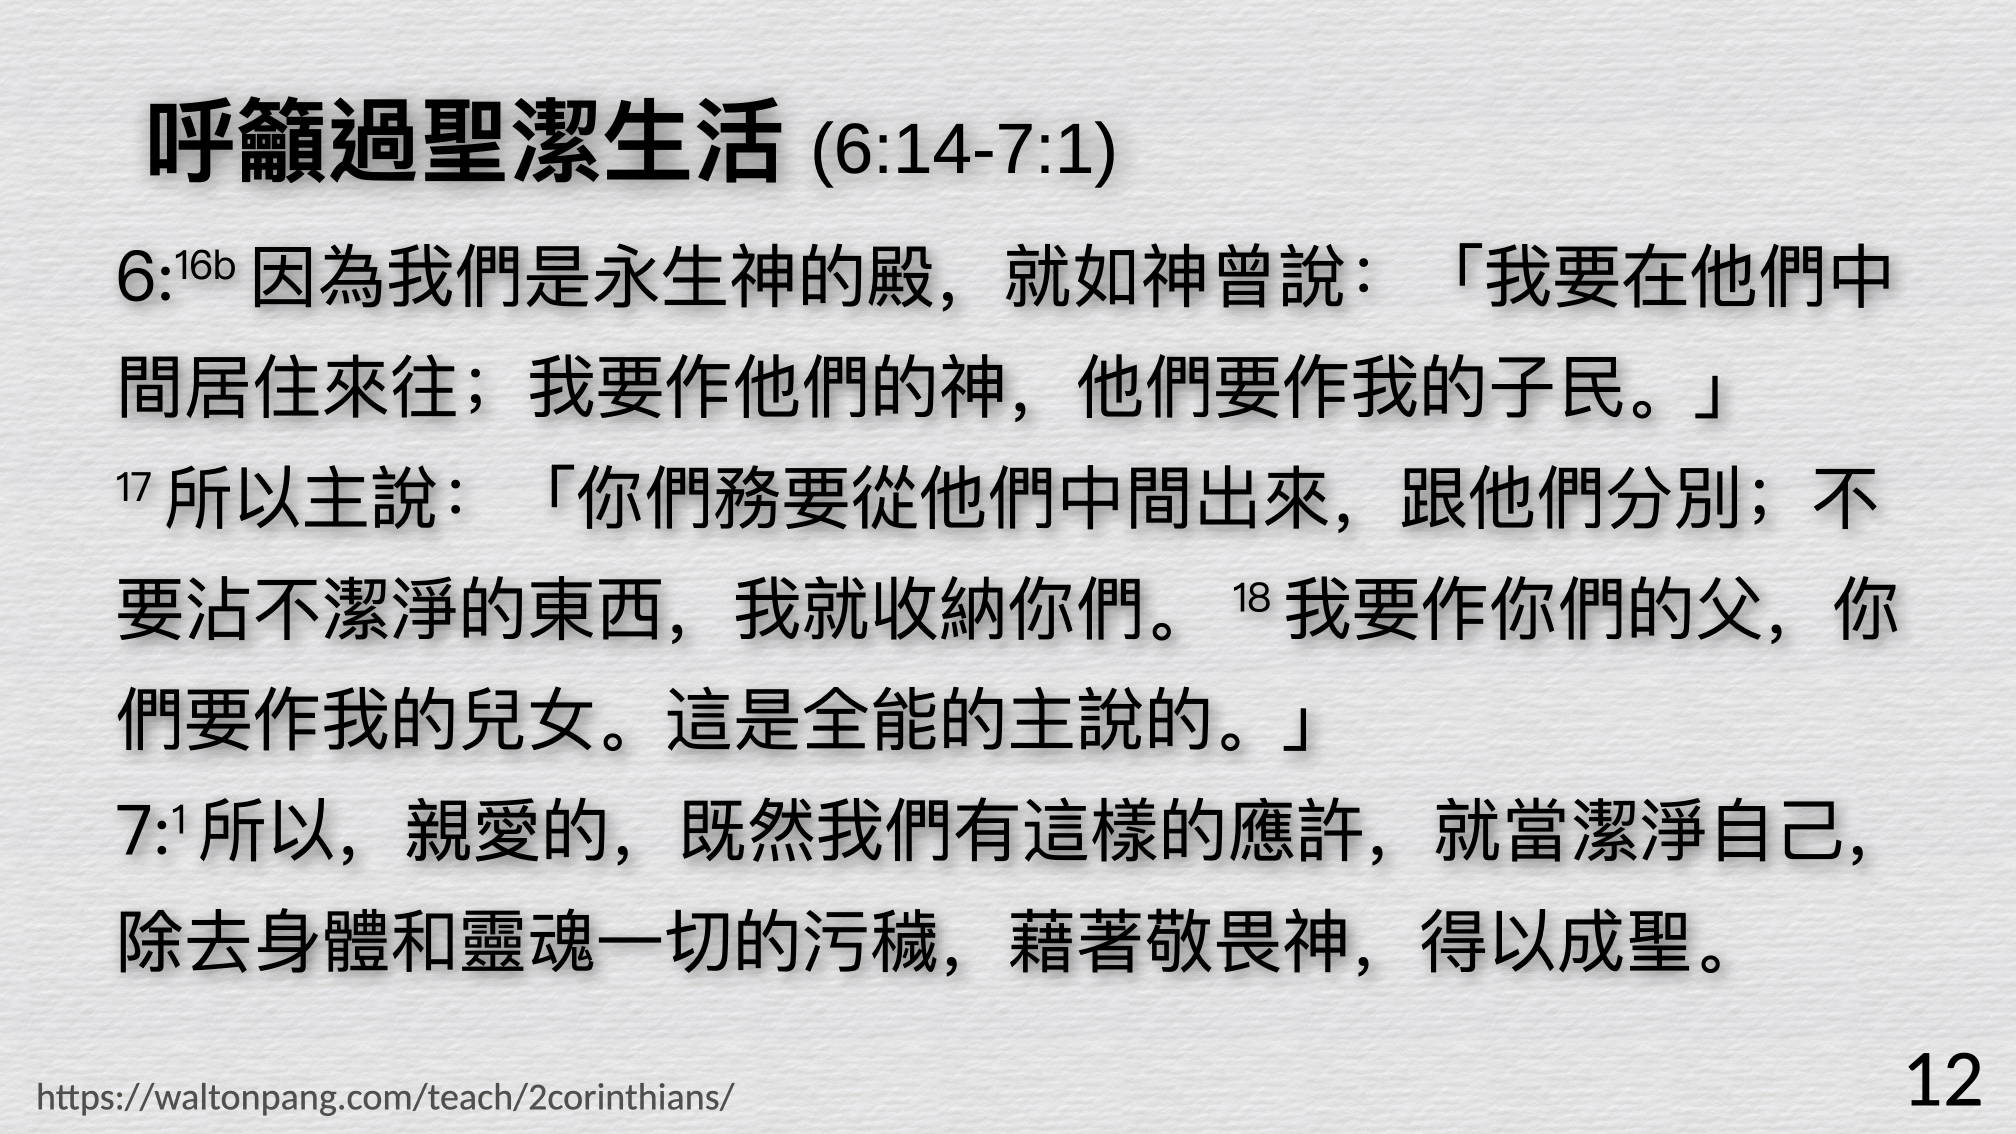 呼籲過聖潔生活 (6:14-7:1)
6:16b 因為我們是永生神的殿，就如神曾說：「我要在他們中
間居住來往；我要作他們的神，他們要作我的子民。」
17 所以主說：「你們務要從他們中間出來，跟他們分別；不
要沾不潔淨的東西，我就收納你們。 18 我要作你們的父，你
們要作我的兒女。這是全能的主說的。」
7:1 所以，親愛的，既然我們有這樣的應許，就當潔淨自己，
除去身體和靈魂一切的污穢，藉著敬畏神，得以成聖。
https://waltonpang.com/teach/2corinthians/
12